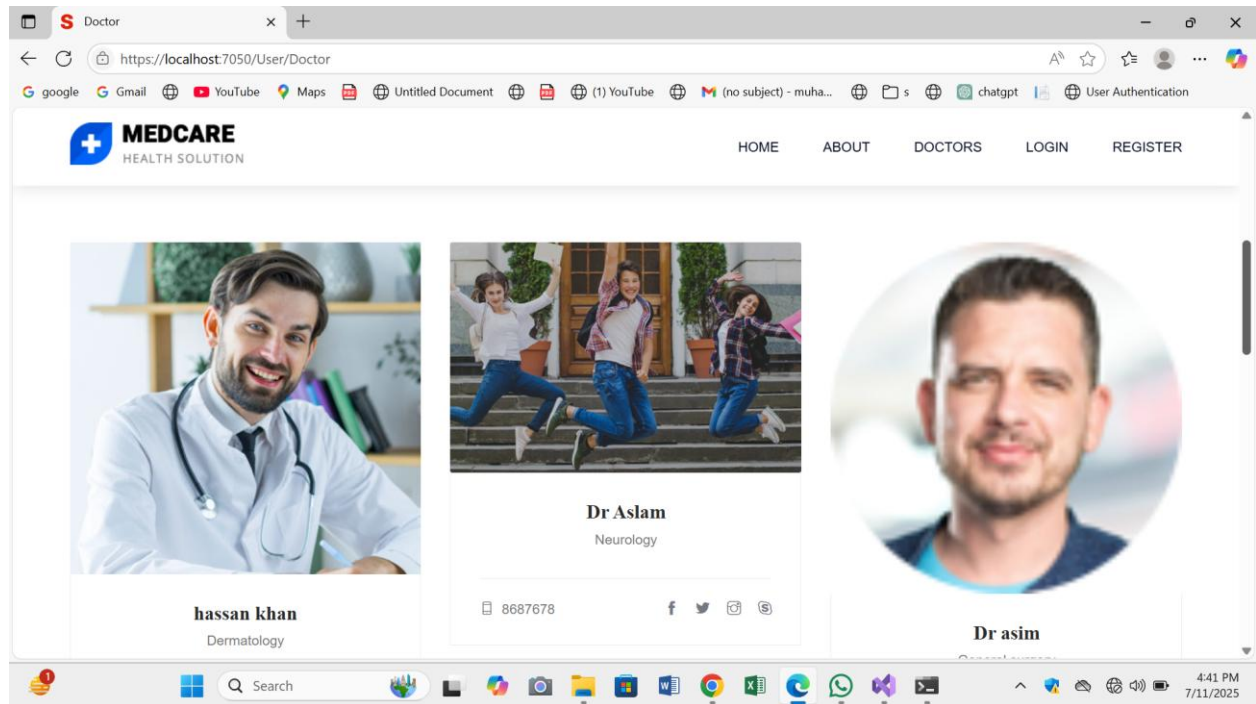 S Doctor
https://localhost:7050/User/Doctor
G google
G Gmail
YouTube
Maps
Untitled Document
(1) YouTube
(no subject) - muha...
s
chatgpt
User Authentication
MEDCARE
HEALTH SOLUTION
HOME ABOUT DOCTORS LOGIN REGISTER
hassan khan
Dermatology
Dr Aslam
Neurology
8687678
Dr asim
Search
1
4:41 PM
7/11/2025